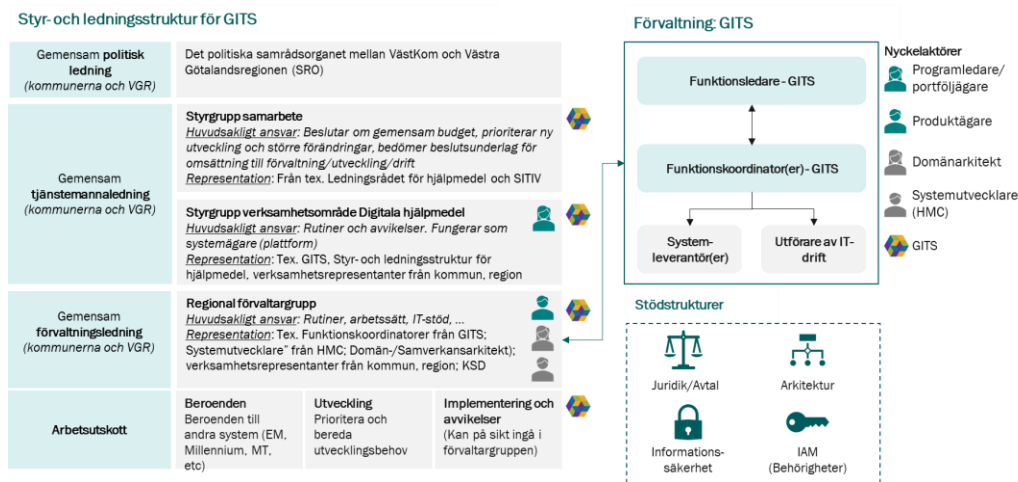 Styr- och ledningsstruktur för GITS
Gemensam politisk
ledning
(kommunerna och VGR)
Det politiska samrådsorganet mellan VästKom och Västra
Götalandsregionen (SRO)
Gemensam
tjänstemannaledning
(kommunerna och VGR)
Styrgrupp samarbete
Huvudsakligt ansvar: Beslutar om gemensam budget, prioriterar ny
utveckling och större förändringar, bedömer beslutsunderlag för
omsättning till förvaltning/utveckling/drift
Representation: Från tex. Ledningsrådet för hjälpmedel och SITIV
Styrgrupp verksamhetsområde Digitala hjälpmedel
Huvudsakligt ansvar: Rutiner och avvikelser. Fungerar som
systemägare (plattform)
Representation: Tex. GITS, Styr- och ledningsstruktur för
hjälpmedel, verksamhetsrepresentanter från kommun, region
Gemensam
förvaltningsledning
(kommunerna och VGR)
Regional förvaltargrupp
Huvudsakligt ansvar: Rutiner, arbetssätt, IT-stöd, ...
Representation: Tex. Funktionskoordinatorer från GITS;
Systemutvecklare" från HMC; Domän-/Samverkansarkitekt);
verksamhetsrepresentanter från kommun, region; KSD
Arbetsutskott
Beroenden
Beroenden till
andra system (EM,
Millennium, MT,
etc)
Utveckling
Prioritera och
bereda
utvecklingsbehov
Implementering och
avvikelser
(Kan på sikt ingå i
förvaltargruppen)
Förvaltning: GITS
Funktionsledare - GITS
Funktionskoordinator(er) - GITS
System-
leverantör(er)
Utförare av IT-
drift
Nyckelaktörer
Programledare/
portföljägare
Produktägare
Domänarkitekt
Systemutvecklare
(HMC)
GITS
Stödstrukturer
Juridik/Avtal
Arkitektur
Informations-
säkerhet
IAM
(Behörigheter)